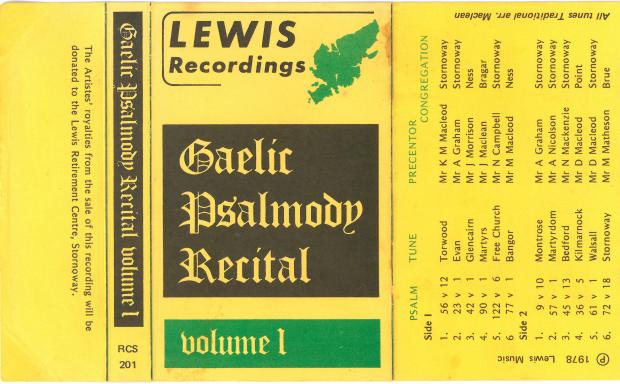 The Artistes' royalties from the sale of this recording will be
donated to the Lewis Retirement Centre, Stornoway.
Gaelic Psalmody Recital volume 1
RCS
201
LEWIS
Recordings
Gaelic
Psalmody
Recital
volume 1
PSALM TUNE PRECENTOR CONGREGATION
Side 1
1. 56 v 12 Torwood Mr K M Macleod Stornoway
2. 23 v 1 Evan Mr A Graham Stornoway
3. 42 v 1 Glencairn Mr J Morrison Ness
4. 90 v 1 Martyrs Mr J Maclean Bragar
5. 122 v 6 Free Church Mr N Campbell Stornoway
6 77 v 1 Bangor Mr M Macleod Ness
Side 2
1. 9 v 10 Montrose Mr A Graham Stornoway
2. 57 v 1 Martyrdom Mr A Nicolson Stornoway
3. 45 v 13 Bedford Mr N Mackenzie Stornoway
4. 36 v 5 Kilmarnock Mr D Macleod Point
5. 61 v 1 Walsall Mr D Macleod Stornoway
6. 72 v 18 Stornoway Mr M Matheson Brue
℗ 1978 Lewis Music
All tunes Traditional arr. Maclean